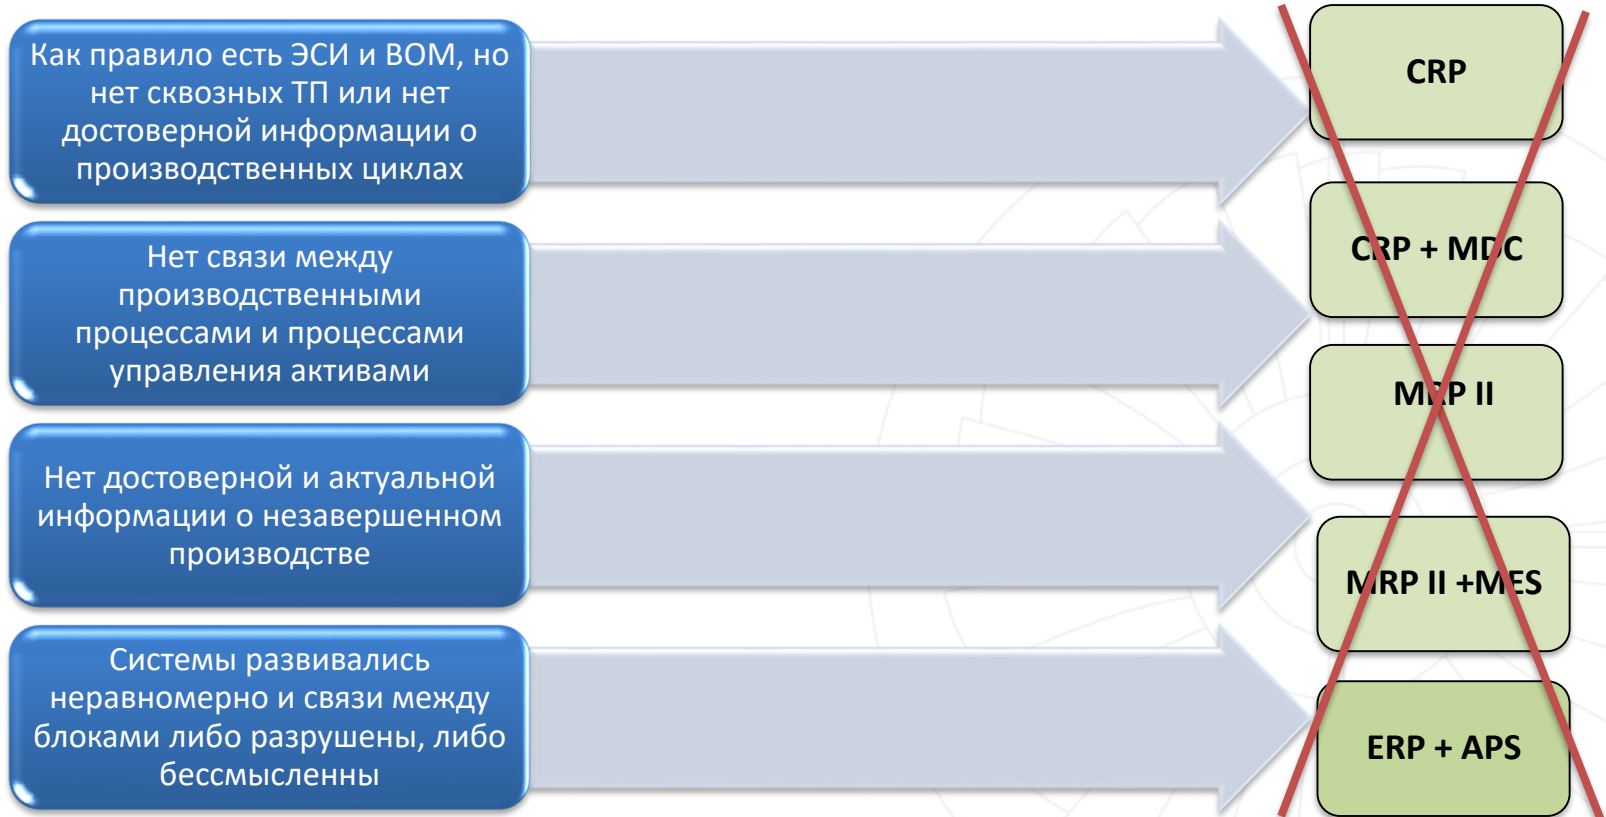 Как правило есть ЭСИ и BOM, но
нет сквозных ТП или нет
достоверной информации о
производственных циклах
Нет связи между
производственными
процессами и процессами
управления активами
Нет достоверной и актуальной
информации о незавершенном
производстве
Системы развивались
неравномерно и связи между
блоками либо разрушены, либо
бессмысленны
CRP
CRP + MDC
MRP II
MRP II +MES
ERP + APS